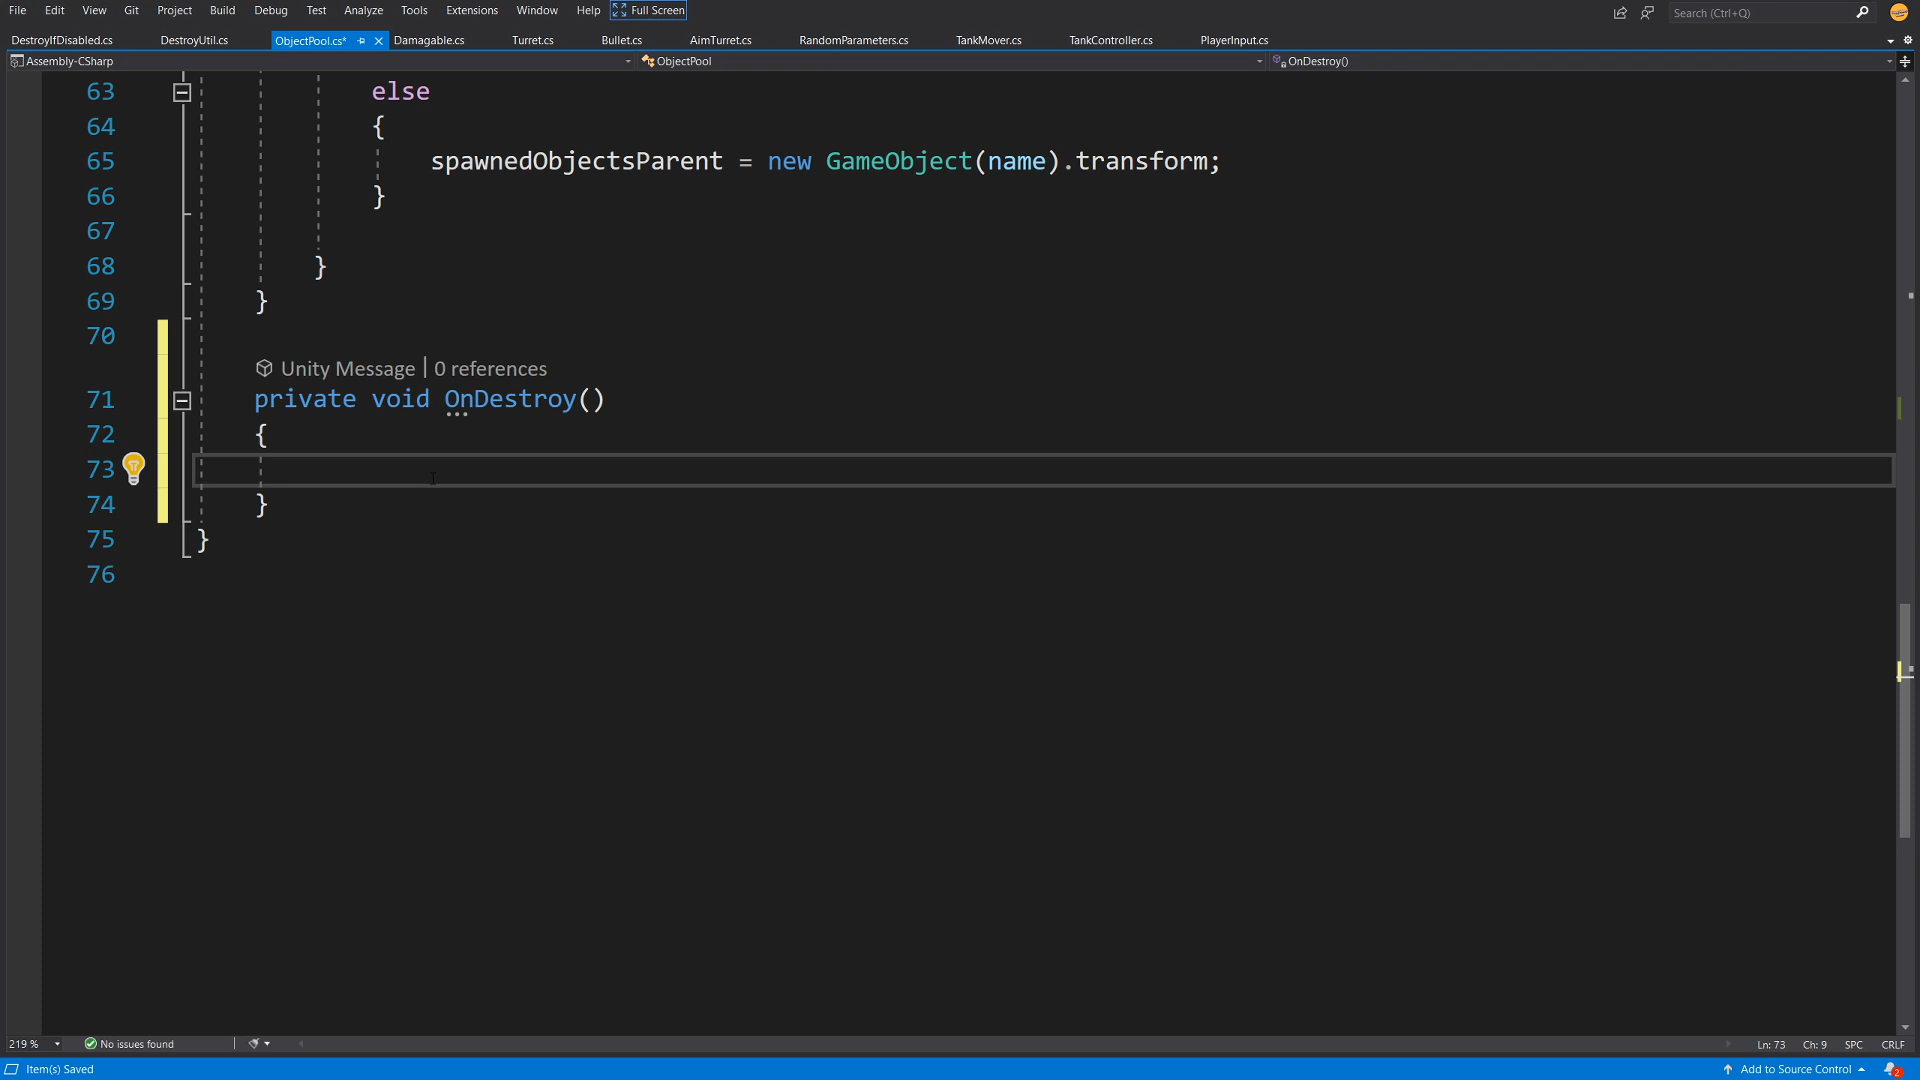 File Edit View Git Project Build Debug Test Analyze Tools Extensions Window Help Full Screen Search (Ctrl+Q)
DestroyIfDisabled.cs DestroyUtil.cs ObjectPool.cs* Damagable.cs Turret.cs Bullet.cs AimTurret.cs RandomParameters.cs TankMover.cs TankController.cs PlayerInput.cs
Assembly-CSharp ObjectPool OnDestroy()
63 else
64 {
65 spawnedObjectsParent = new GameObject(name).transform;
66 }
67
68 }
69 }
70
Unity Message | 0 references
71 private void OnDestroy()
72 {
73
74 }
75 }
76
219 % No issues found Ln: 73 Ch: 9 SPC CRLF
Item(s) Saved Add to Source Control 2